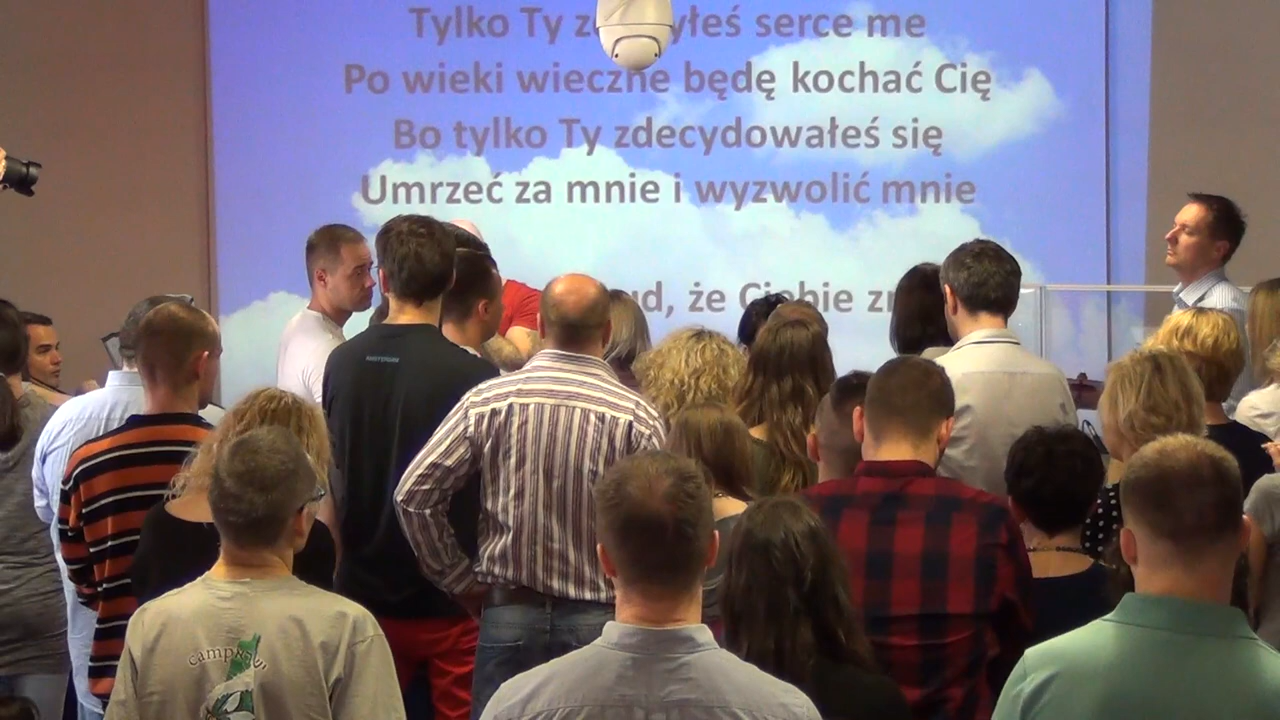 Tylko Ty serce me
Po wieki wieczne będę kochać Cię
Bo tylko Ty zdecydowałeś się
Umrzeć za mnie i wyzwolić mnie
że Ciebie